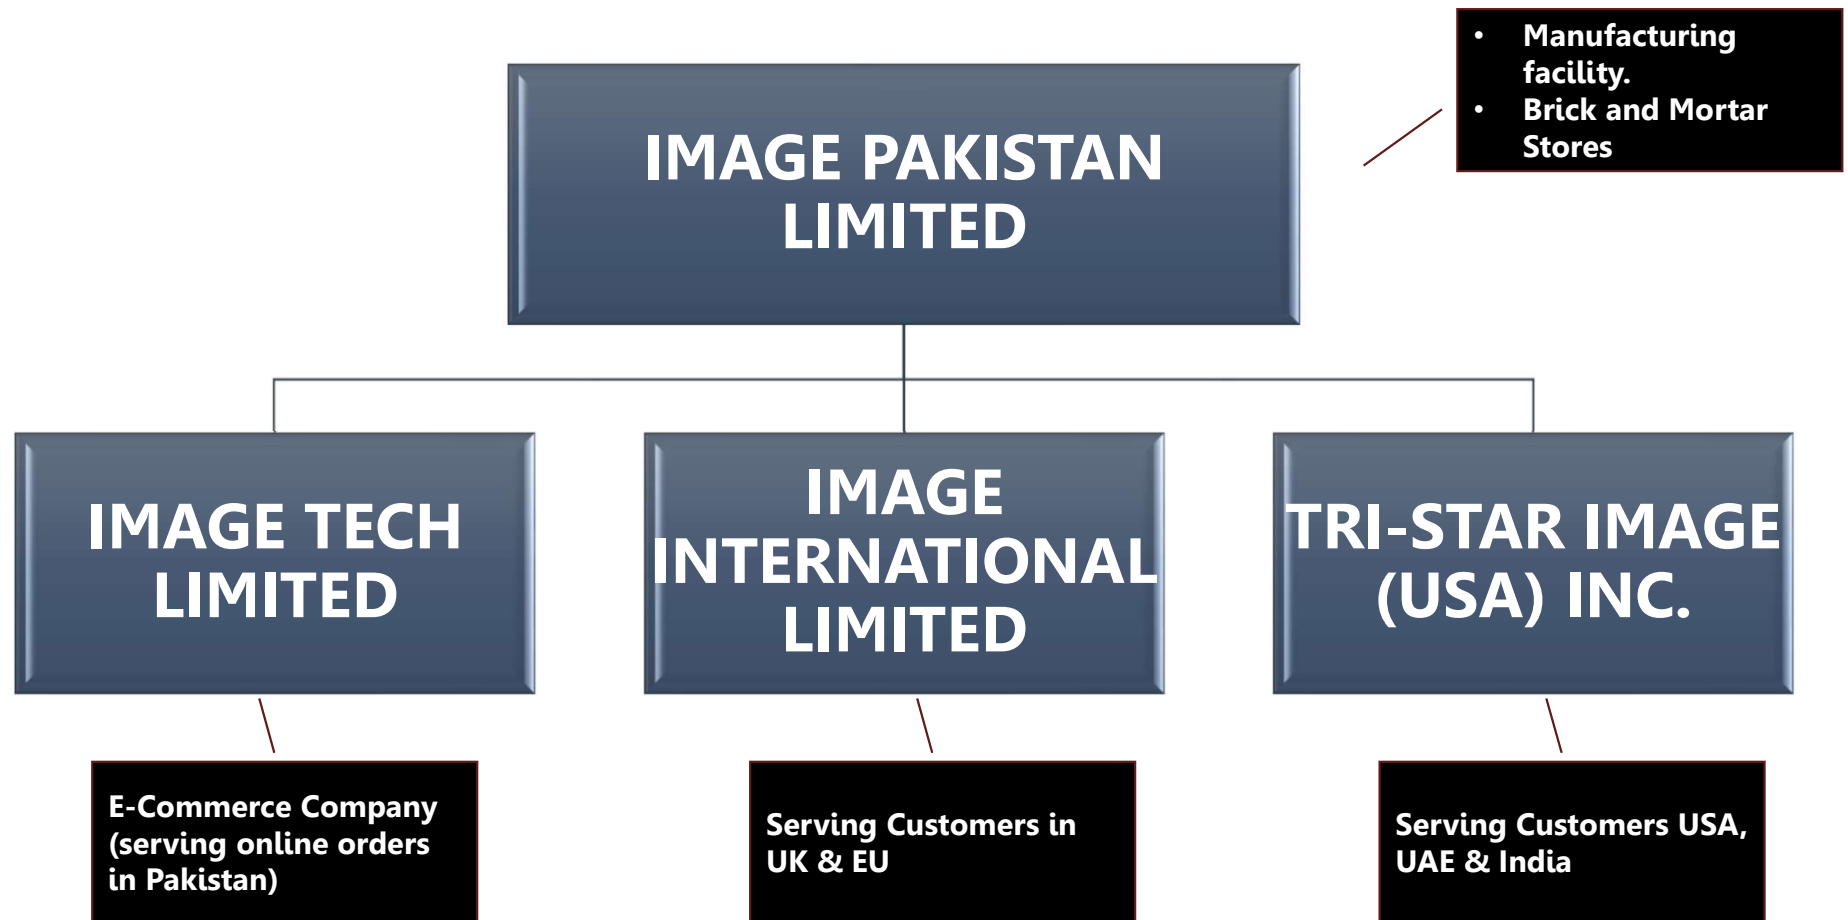 • Manufacturing
facility.
• Brick and Mortar
Stores
IMAGE PAKISTAN
LIMITED
IMAGE TECH
LIMITED
IMAGE
INTERNATIONAL
LIMITED
TRI-STAR IMAGE
(USA) INC.
E-Commerce Company
(serving online orders
in Pakistan)
Serving Customers in
UK & EU
Serving Customers USA,
UAE & India